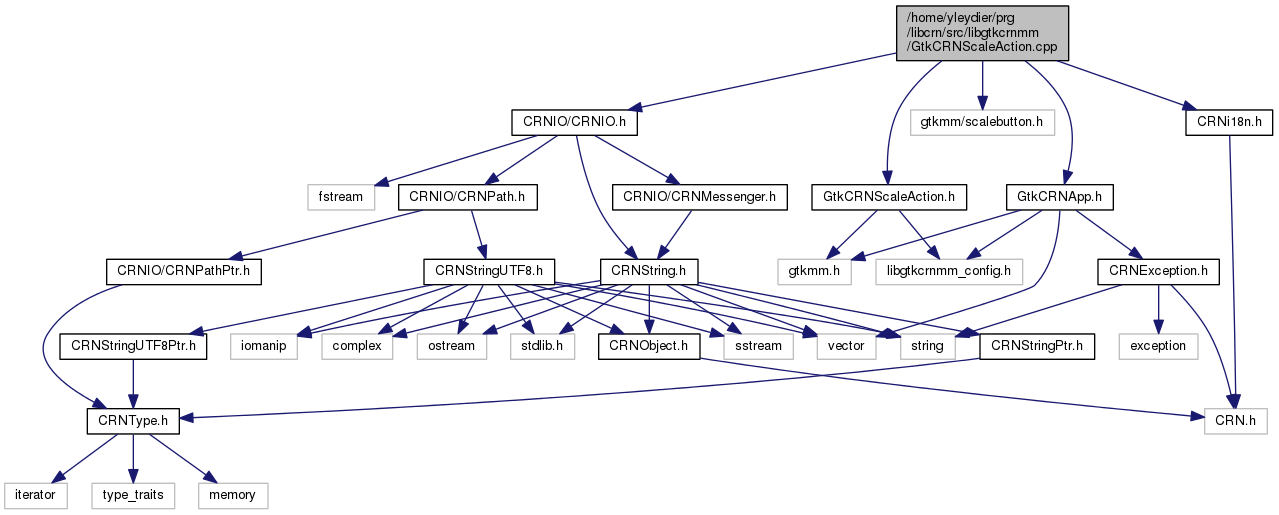 /home/yleydier/prg
/libcrn/src/libgtkcrnmm
/GtkCRNScaleAction.cpp
CRNIO/CRNIO.h
gtkmm/scalebutton.h
CRNi18n.h
fstream
CRNIO/CRNPath.h
CRNIO/CRNMessenger.h
GtkCRNScaleAction.h
GtkCRNApp.h
CRNIO/CRNPathPtr.h
CRNStringUTF8.h
CRNString.h
gtkmm.h
libgtkcrnmm_config.h
CRNException.h
CRNStringUTF8Ptr.h
iomanip
complex
ostream
stdlib.h
CRNObject.h
sstream
vector
string
CRNStringPtr.h
exception
CRNType.h
CRN.h
iterator
type_traits
memory